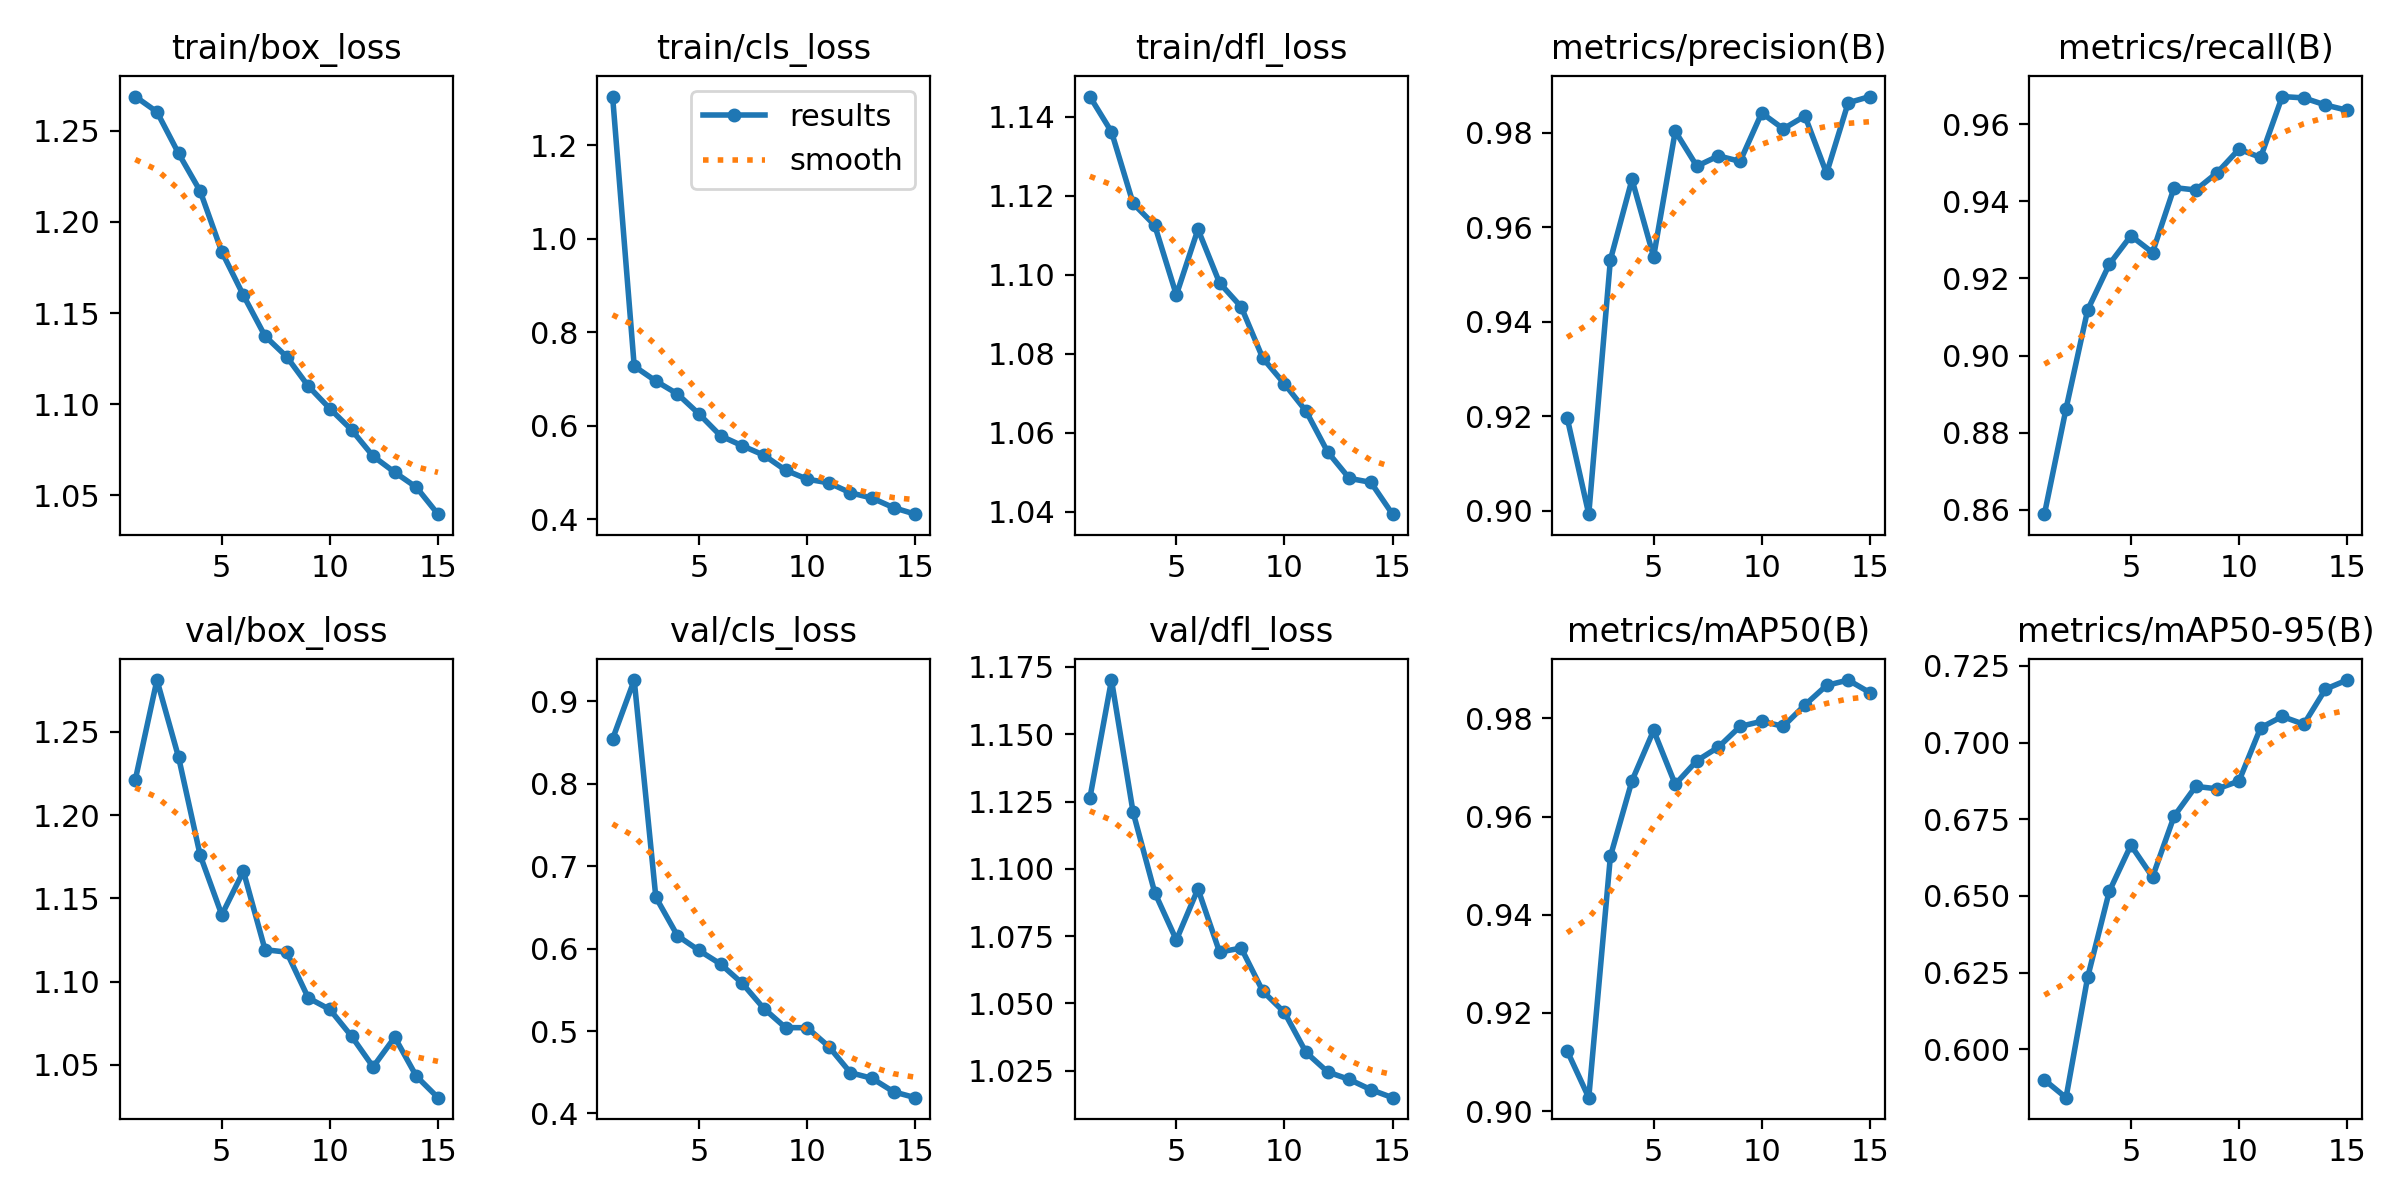 train/box_loss
train/cls_loss
train/dfl_loss
metrics/precision(B)
metrics/recall(B)
results
smooth
1.25
1.20
1.15
1.10
1.05
5 10 15
1.2
1.0
0.8
0.6
0.4
5 10 15
1.14
1.12
1.10
1.08
1.06
1.04
5 10 15
0.98
0.96
0.94
0.92
0.90
5 10 15
0.96
0.94
0.92
0.90
0.88
0.86
5 10 15
val/box_loss
val/cls_loss
val/dfl_loss
metrics/mAP50(B)
metrics/mAP50-95(B)
1.25
1.20
1.15
1.10
1.05
5 10 15
0.9
0.8
0.7
0.6
0.5
0.4
5 10 15
1.175
1.150
1.125
1.100
1.075
1.050
1.025
5 10 15
0.98
0.96
0.94
0.92
0.90
5 10 15
0.725
0.700
0.675
0.650
0.625
0.600
5 10 15